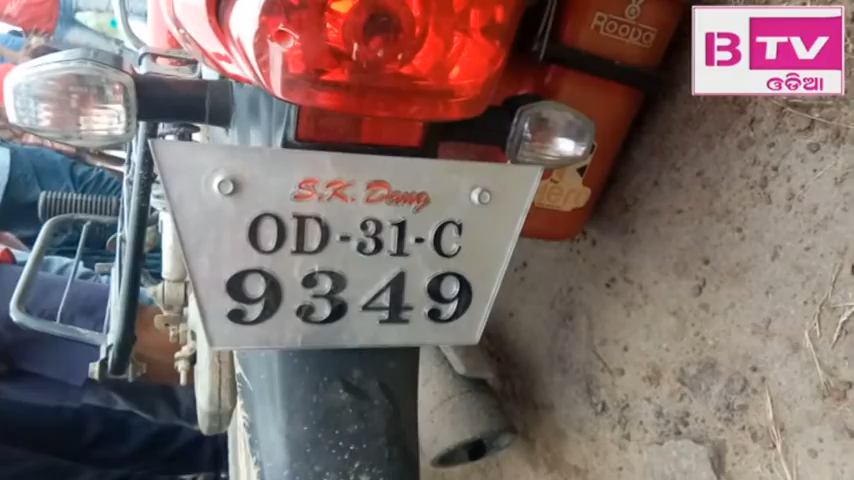 ROODA
BTV
ଓଡିଆ
S.K. Dang
OD-31-C
9349